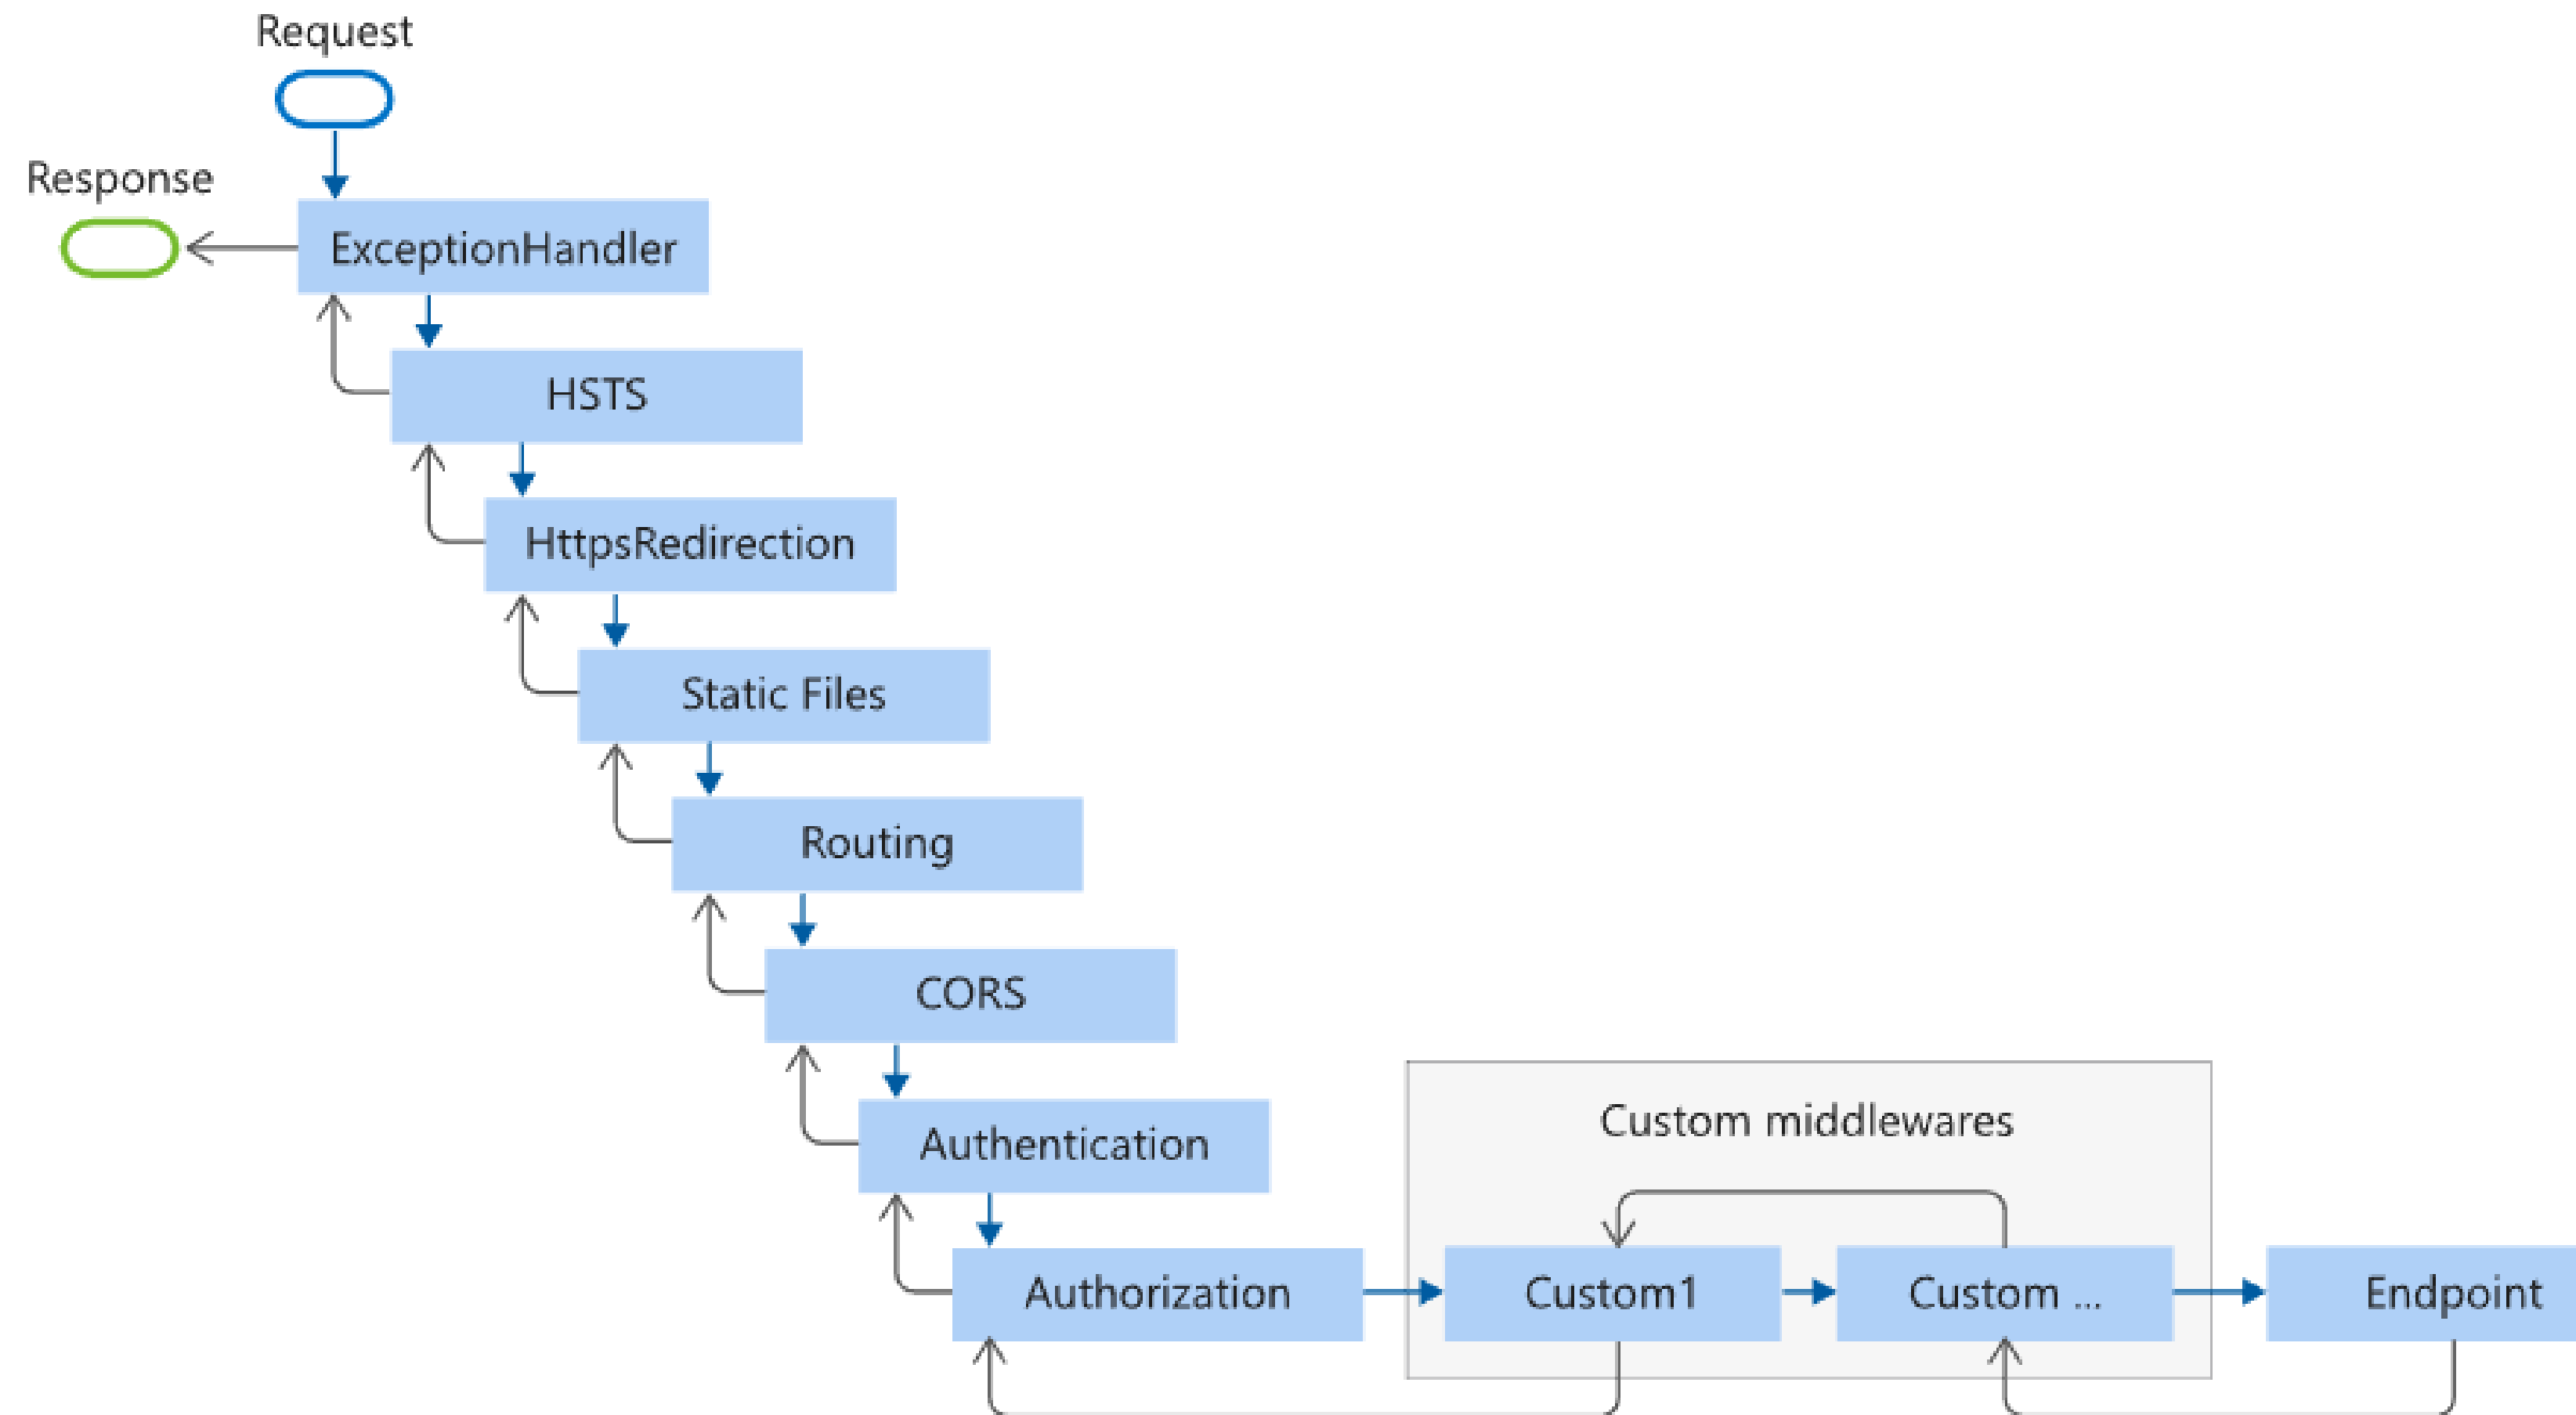 Request
Response
ExceptionHandler
HSTS
HttpsRedirection
Static Files
Routing
CORS
Authentication
Custom middlewares
Authorization
Custom1
Custom ...
Endpoint